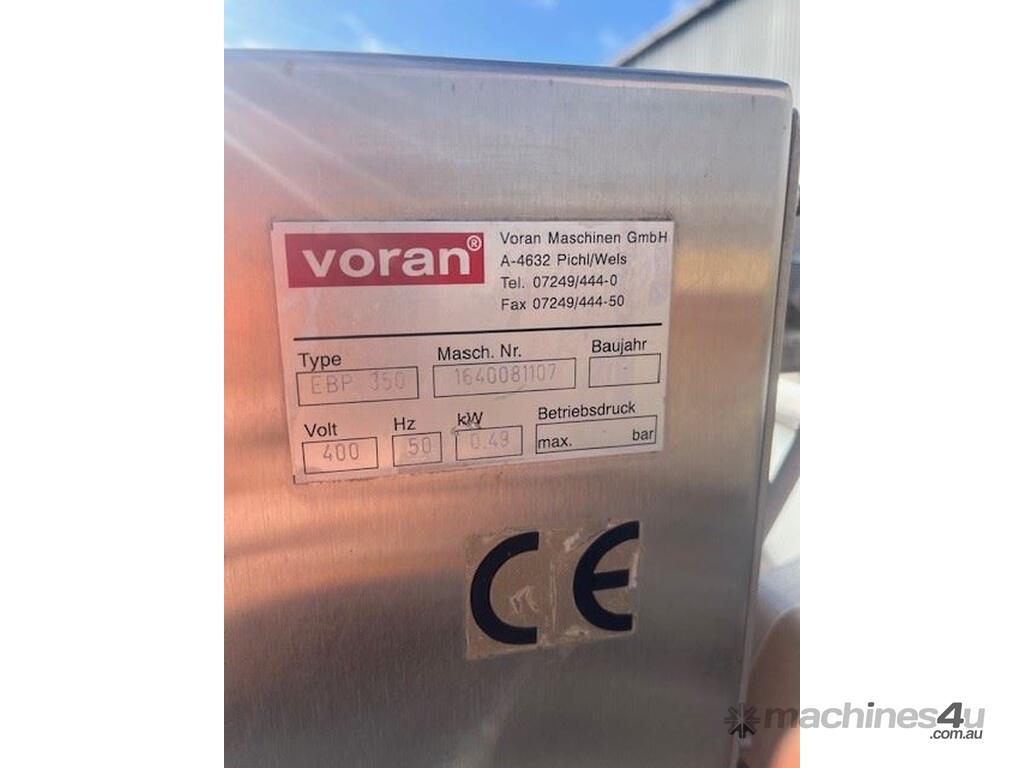 voran®
Voran Maschinen GmbH
A-4632 Pichl/Wels
Tel. 07249/444-0
Fax 07249/444-50
Type Masch. Nr. Baujahr
EBP 350 1640081107 -
Volt Hz kW Betriebsdruck
400 50 0.49 max. bar
CE
machines4u
.com.au